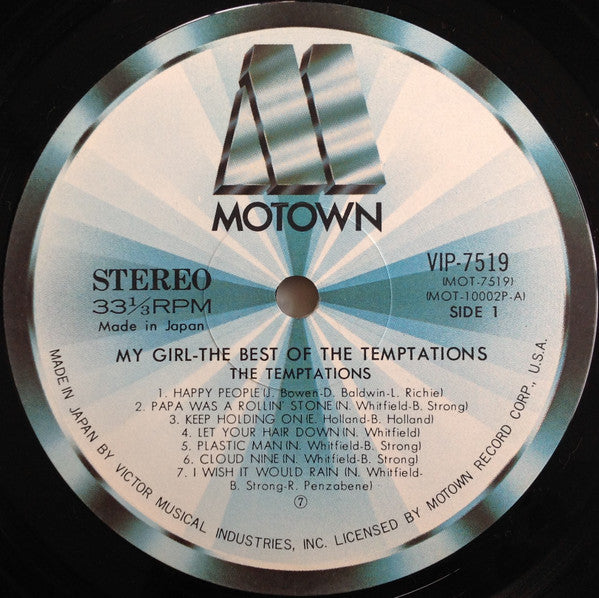 MOTOWN
STEREO
33⅓RPM
Made in Japan
VIP-7519
(MOT-7519)
(MOT-10002P-A)
SIDE 1
MY GIRL-THE BEST OF THE TEMPTATIONS
THE TEMPTATIONS
1. HAPPY PEOPLE(J. Bowen-D. Baldwin-L. Richie)
2. PAPA WAS A ROLLIN' STONE(N. Whitfield-B. Strong)
3. KEEP HOLDING ON(E. Holland-B. Holland)
4. LET YOUR HAIR DOWN(N. Whitfield)
5. PLASTIC MAN(N. Whitfield-B. Strong)
6. CLOUD NINE(N. Whitfield-B. Strong)
7. I WISH IT WOULD RAIN(N. Whitfield-
B. Strong-R. Penzabene)
⑦
MADE IN JAPAN BY VICTOR MUSICAL INDUSTRIES, INC. LICENSED BY MOTOWN RECORD CORP., U.S.A.